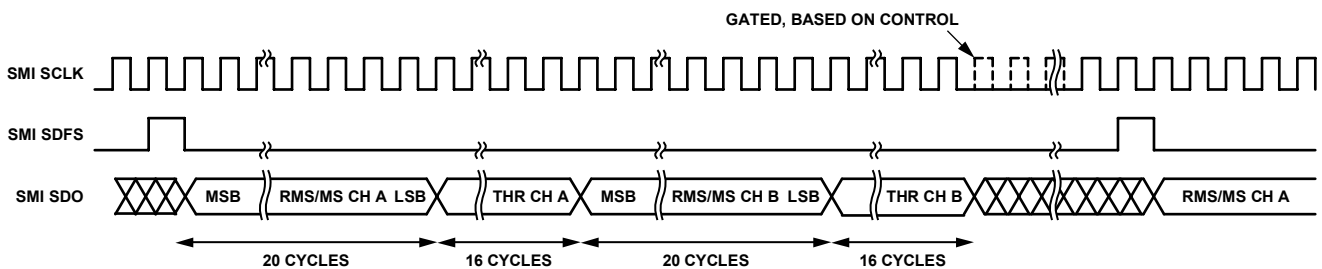 GATED, BASED ON CONTROL
SMI SCLK
SMI SDFS
SMI SDO
MSB RMS/MS CH A LSB THR CH A MSB RMS/MS CH B LSB THR CH B RMS/MS CH A
20 CYCLES 16 CYCLES 20 CYCLES 16 CYCLES